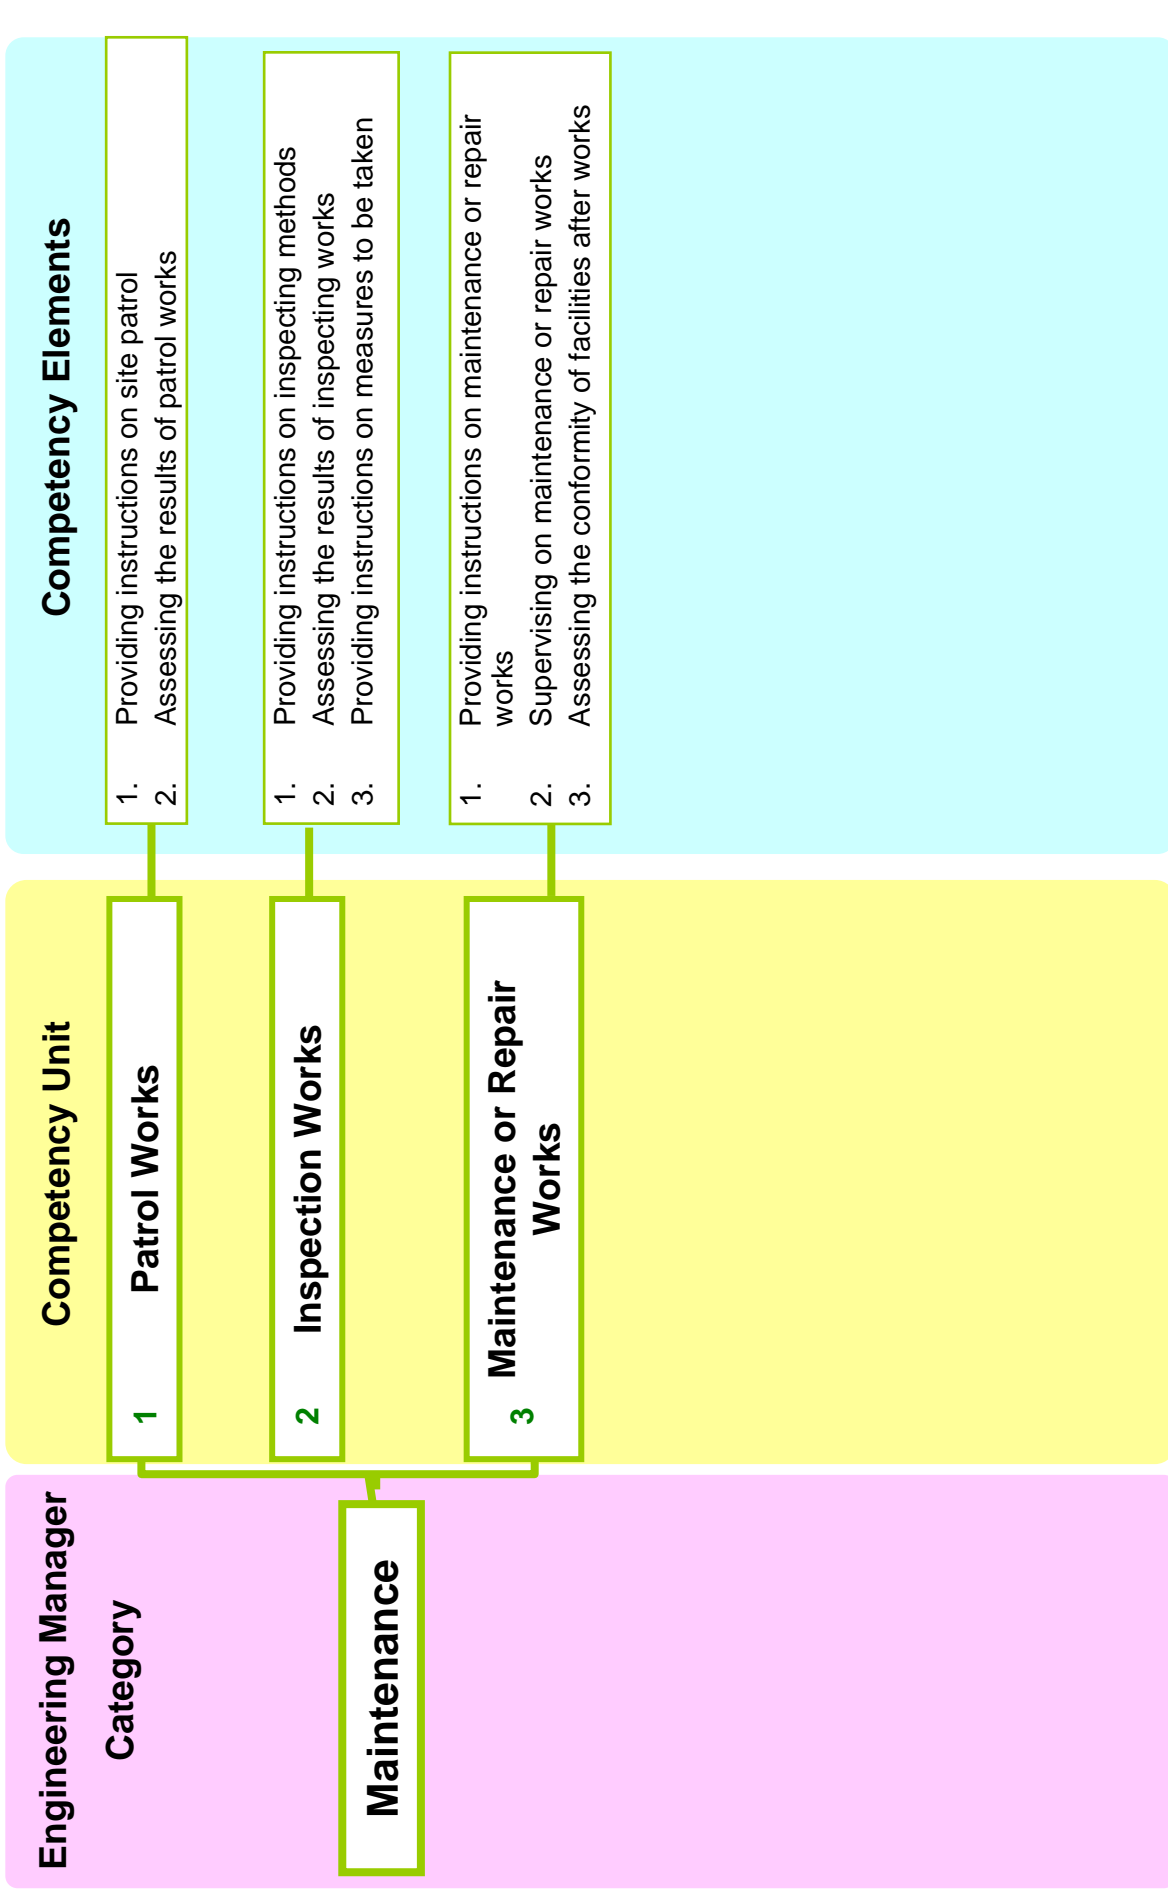 Engineering Manager
Category
Competency Unit
Competency Elements
Maintenance
1 Patrol Works
1. Providing instructions on site patrol
2. Assessing the results of patrol works
2 Inspection Works
1. Providing instructions on inspecting methods
2. Assessing the results of inspecting works
3. Providing instructions on measures to be taken
3 Maintenance or Repair
Works
1. Providing instructions on maintenance or repair
works
2. Supervising on maintenance or repair works
3. Assessing the conformity of facilities after works